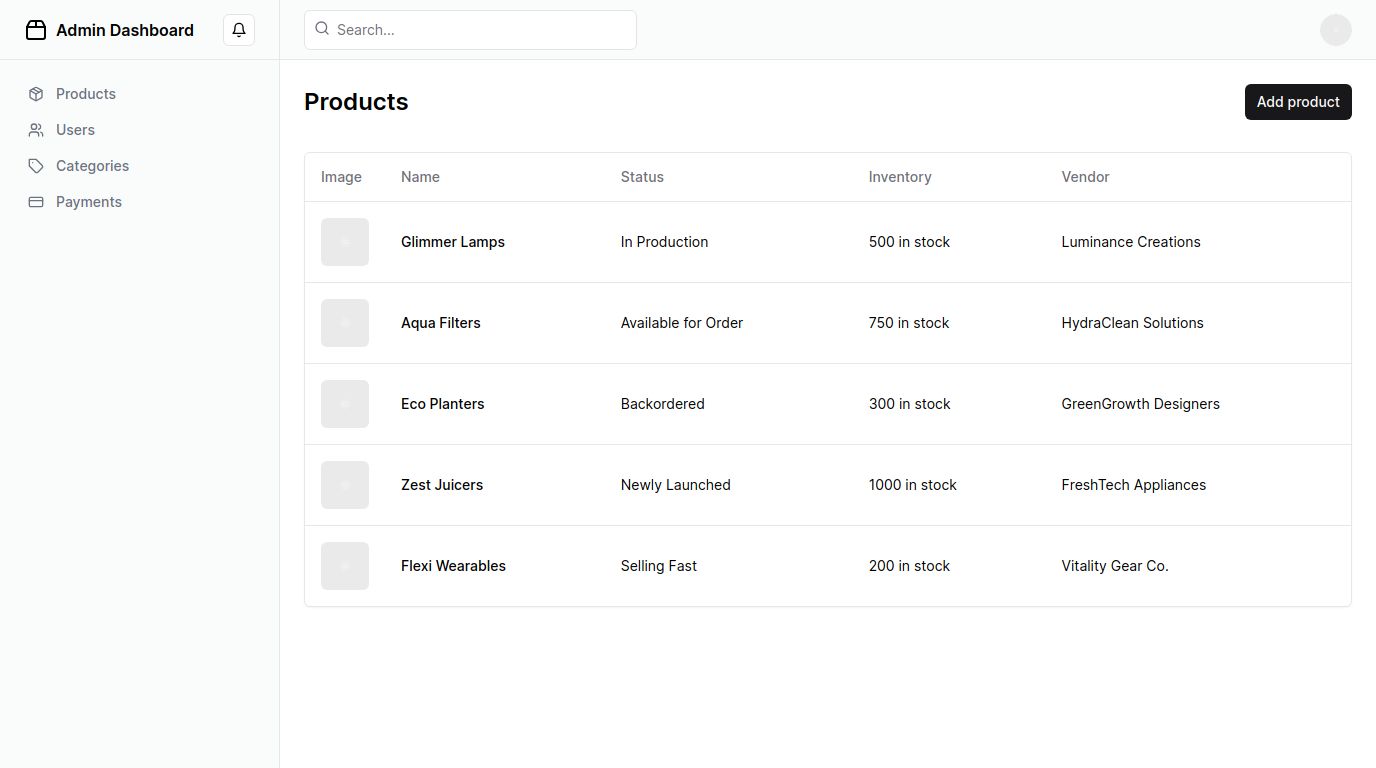 Admin Dashboard
Search...
Products
Users
Categories
Payments
Products
Add product
Image Name Status Inventory Vendor
Glimmer Lamps In Production 500 in stock Luminance Creations
Aqua Filters Available for Order 750 in stock HydraClean Solutions
Eco Planters Backordered 300 in stock GreenGrowth Designers
Zest Juicers Newly Launched 1000 in stock FreshTech Appliances
Flexi Wearables Selling Fast 200 in stock Vitality Gear Co.